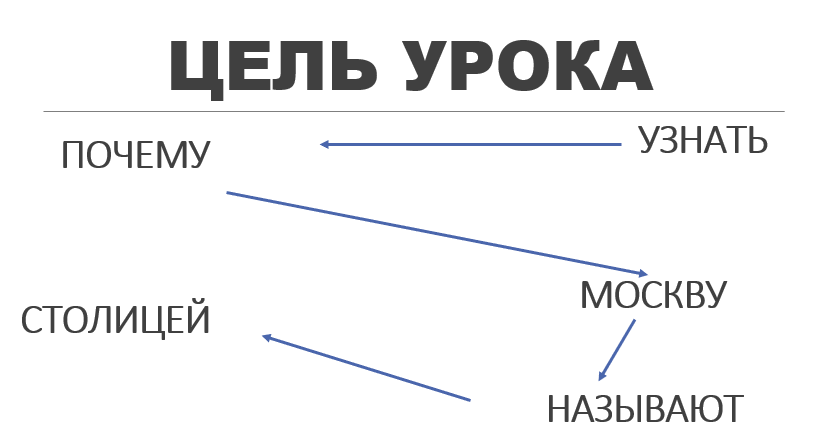 ЦЕЛЬ УРОКА
УЗНАТЬ
ПОЧЕМУ
МОСКВУ
НАЗЫВАЮТ
СТОЛИЦЕЙ